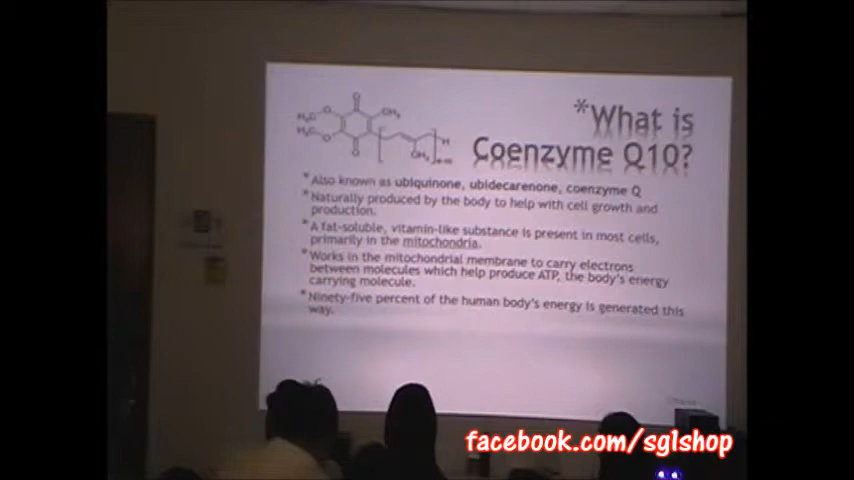 *What is
Coenzyme Q10?
* Also known as ubiquinone, ubidecarenone, coenzyme Q
* Naturally produced by the body to help with cell growth and
production.
* A fat-soluble, vitamin-like substance is present in most cells,
primarily in the mitochondria.
* Works in the mitochondrial membrane to carry electrons
between molecules which help produce ATP, the body's energy
carrying molecule.
* Ninety-five percent of the human body's energy is generated this
way.
facebook.com/sg1shop